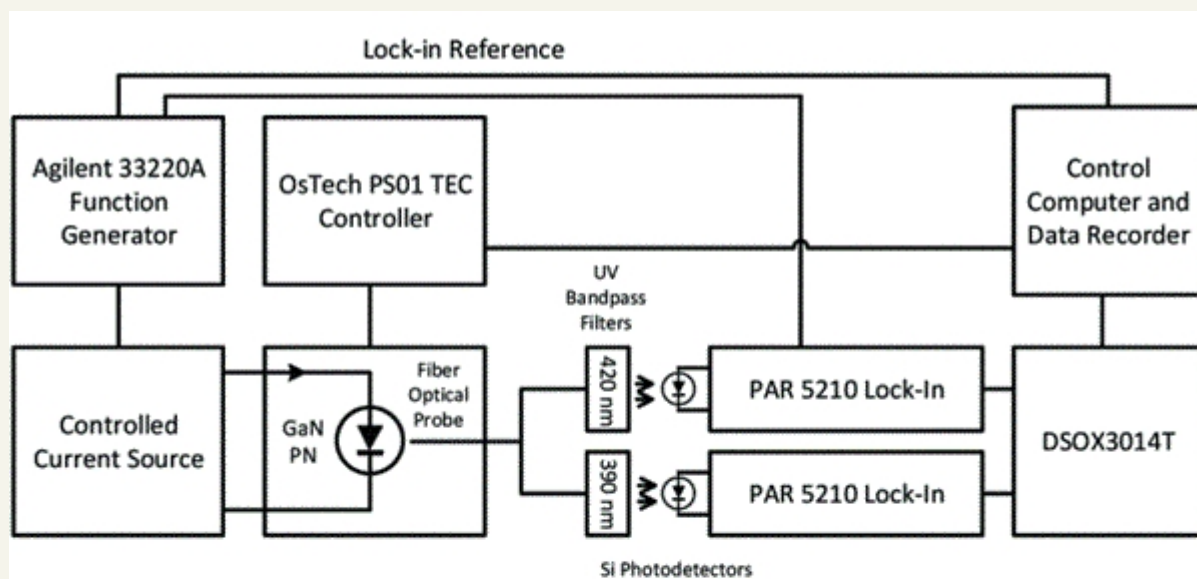 Lock-in Reference
Agilent 33220A
Function
Generator
OsTech PS01 TEC
Controller
Control
Computer and
Data Recorder
UV
Bandpass
Filters
Controlled
Current Source
GaN
PN
Fiber
Optical
Probe
420 nm
PAR 5210 Lock-In
390 nm
PAR 5210 Lock-In
DSOX3014T
Si Photodetectors